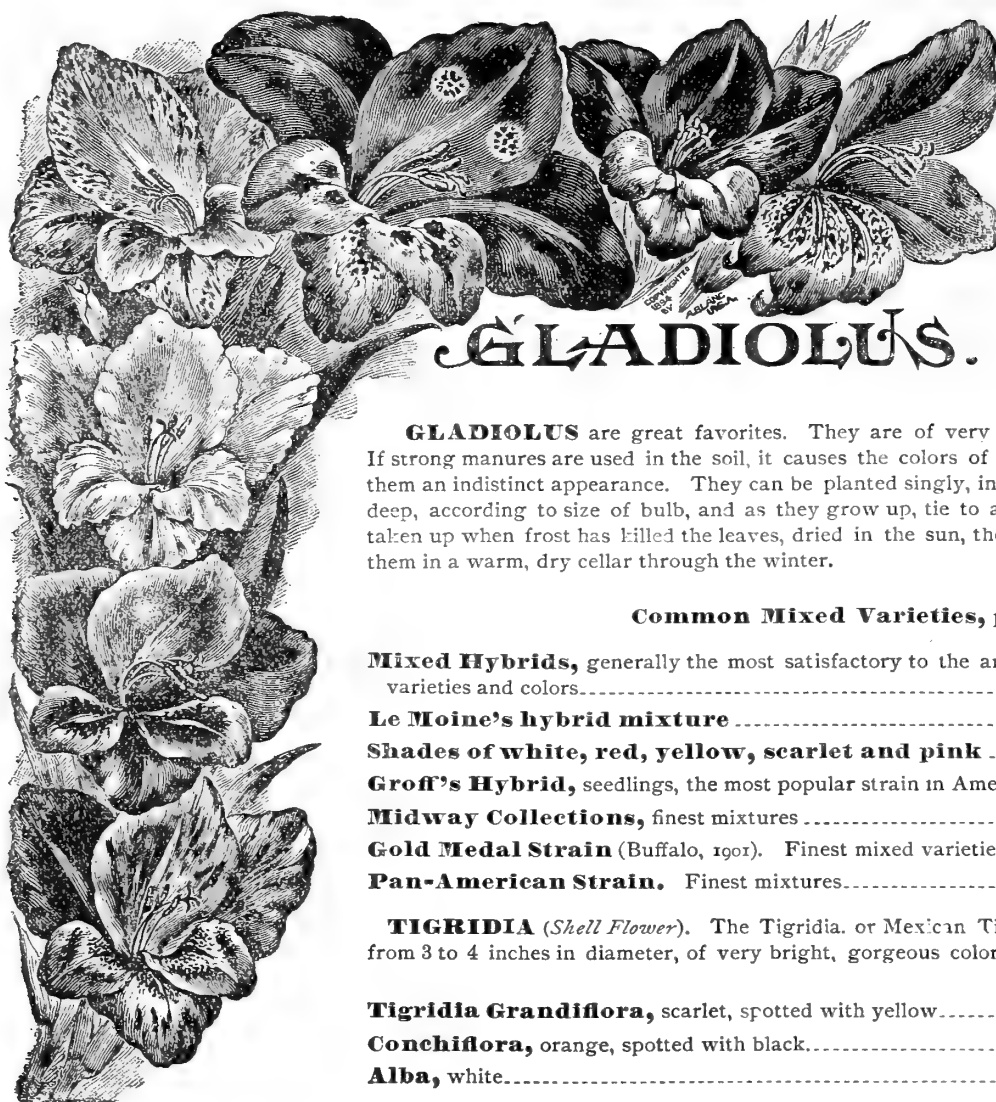 COPYRIGHTED
1894
BY A.BLANC
GLADIOLUS.
GLADIOLUS are great favorites. They are of very
If strong manures are used in the soil, it causes the colors of
them an indistinct appearance. They can be planted singly, in
deep, according to size of bulb, and as they grow up, tie to
taken up when frost has killed the leaves, dried in the sun,
them in a warm, dry cellar through the winter.
Common Mixed Varieties,
Mixed Hybrids, generally the most satisfactory to the
varieties and colors
Le Moine's hybrid mixture
Shades of white, red, yellow, scarlet and pink
Groff's Hybrid, seedlings, the most popular strain in
Midway Collections, finest mixtures
Gold Medal Strain (Buffalo, 1901). Finest mixed
Pan-American Strain. Finest mixtures
TIGRIDIA (Shell Flower). The Tigridia. or Mexican
from 3 to 4 inches in diameter, of very bright, gorgeous
Tigridia Grandiflora, scarlet, spotted with yellow
Conchiflora, orange, spotted with black
Alba, white